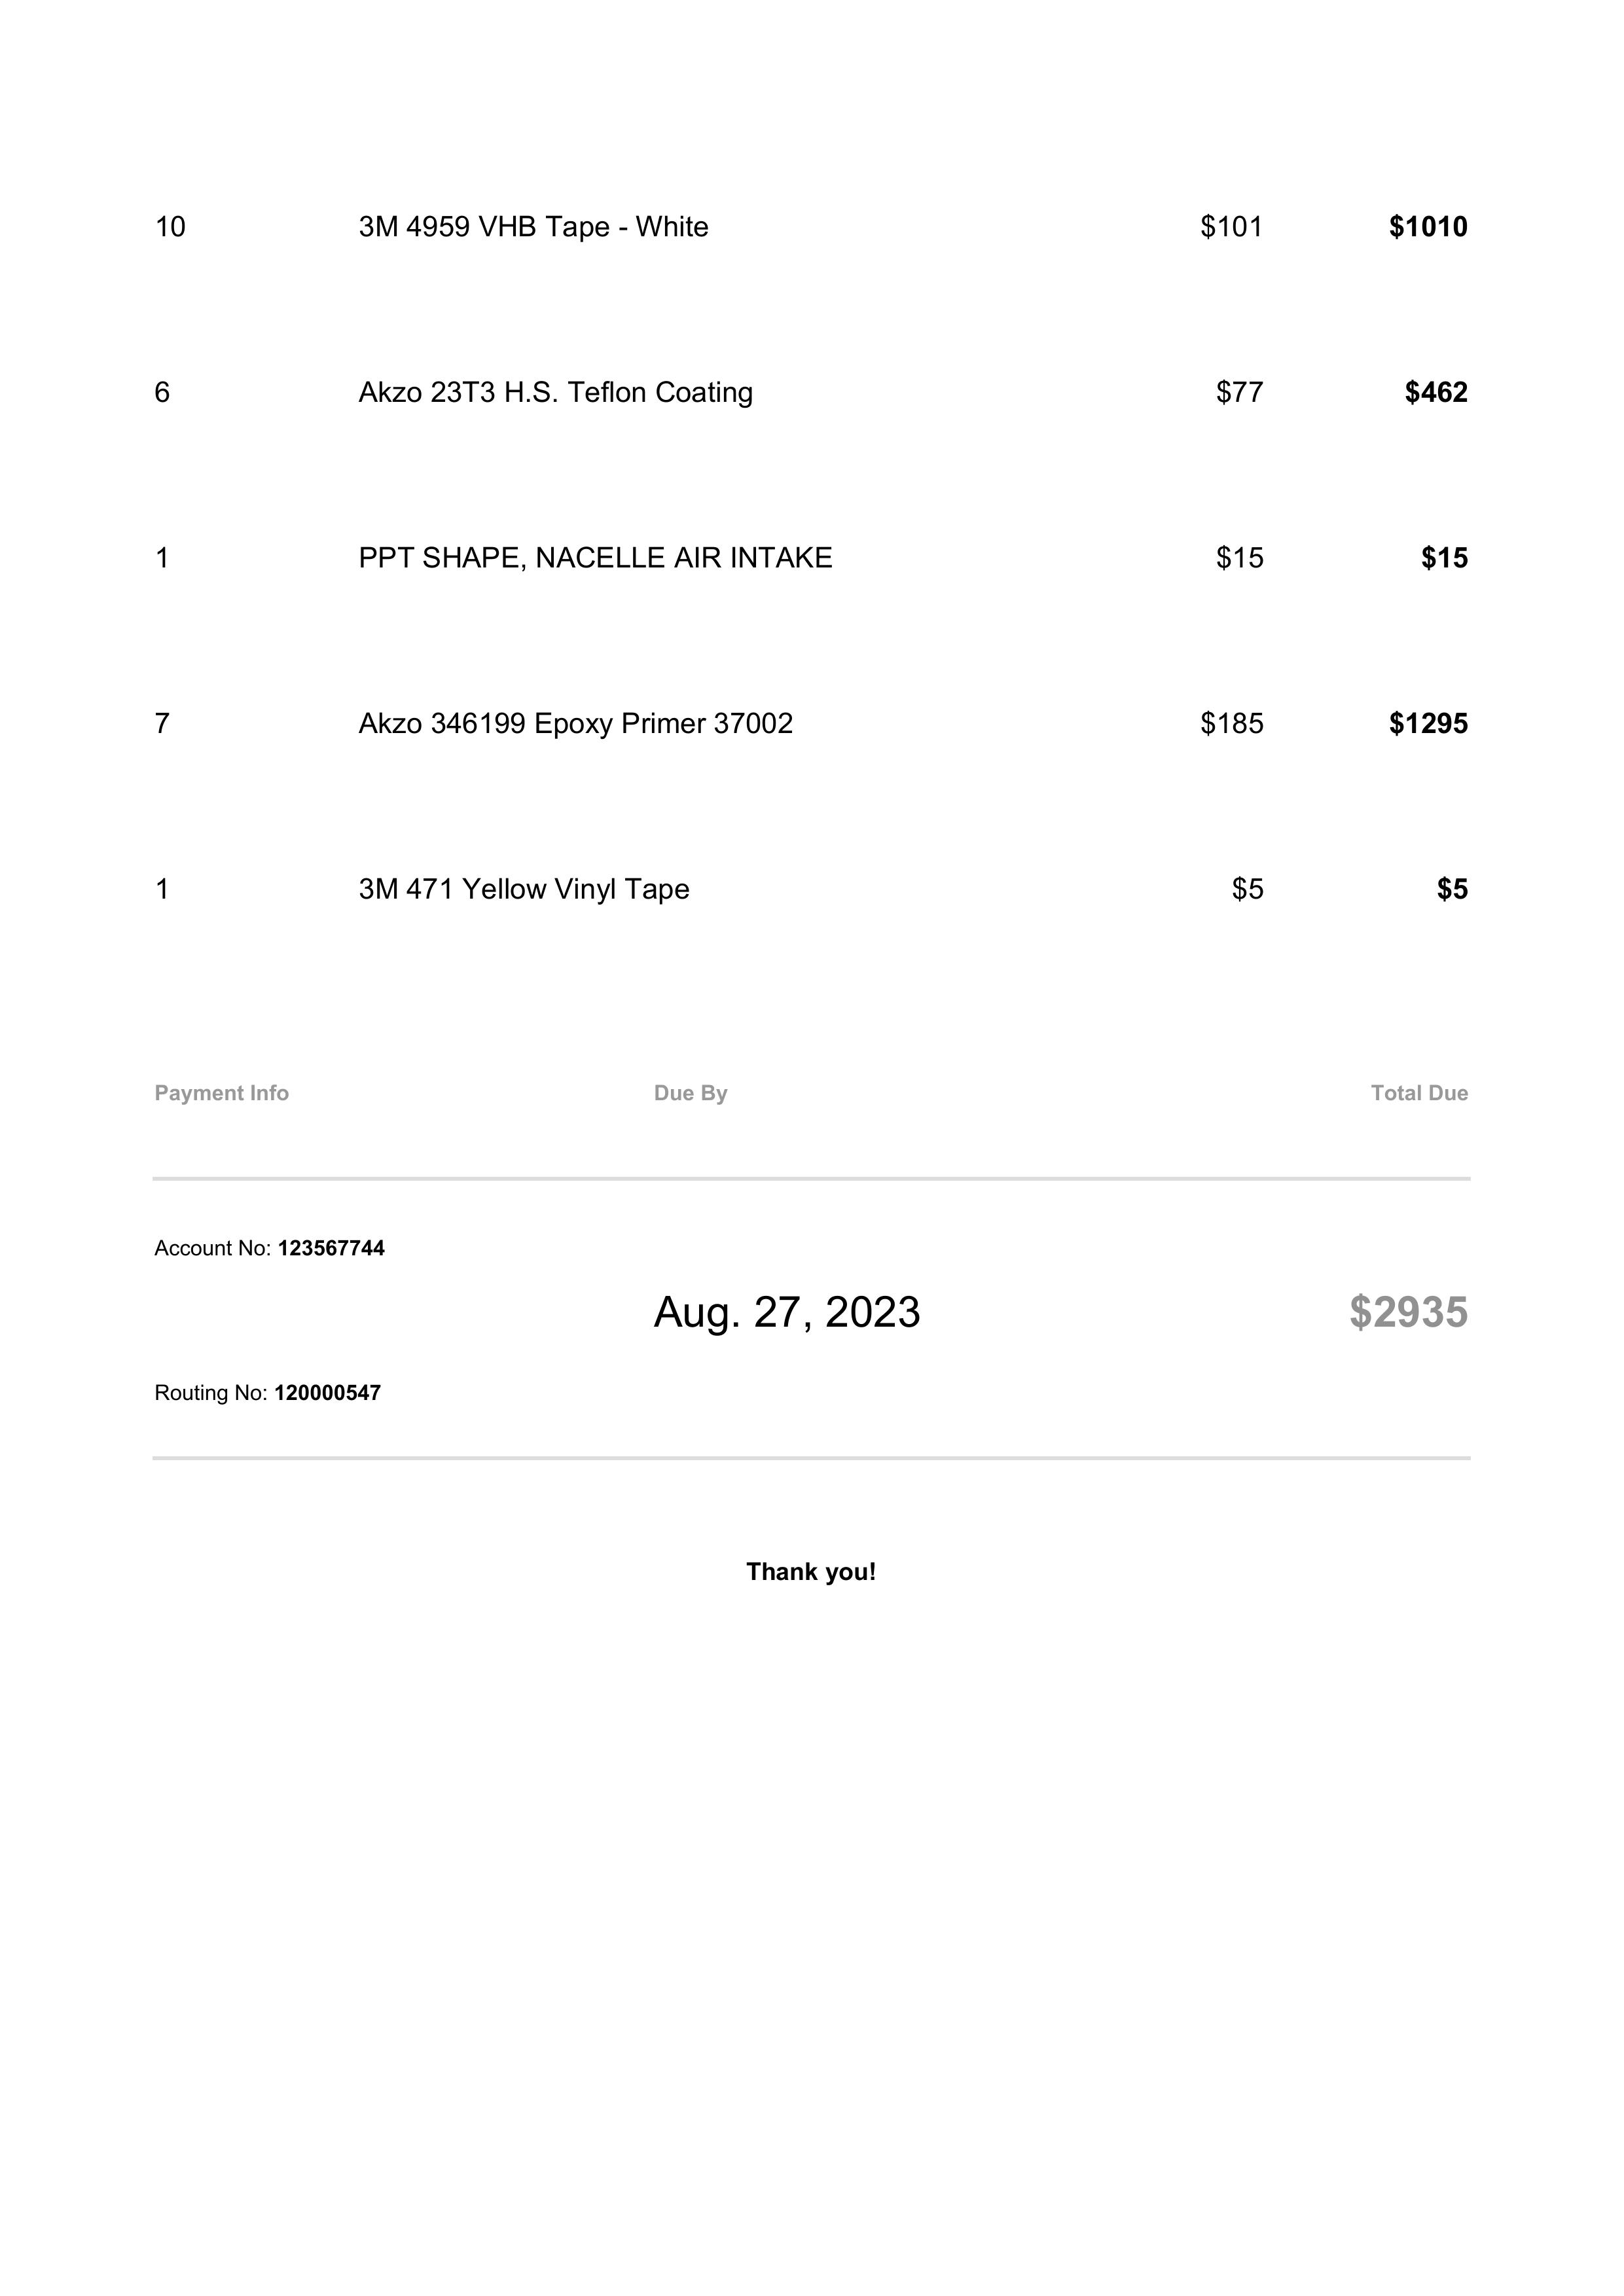 10 3M 4959 VHB Tape - White $101 $1010
6 Akzo 23T3 H.S. Teflon Coating $77 $462
1 PPT SHAPE, NACELLE AIR INTAKE $15 $15
7 Akzo 346199 Epoxy Primer 37002 $185 $1295
1 3M 471 Yellow Vinyl Tape $5 $5
Payment Info Due By Total Due
Account No: 123567744
Aug. 27, 2023 $2935
Routing No: 120000547
Thank you!